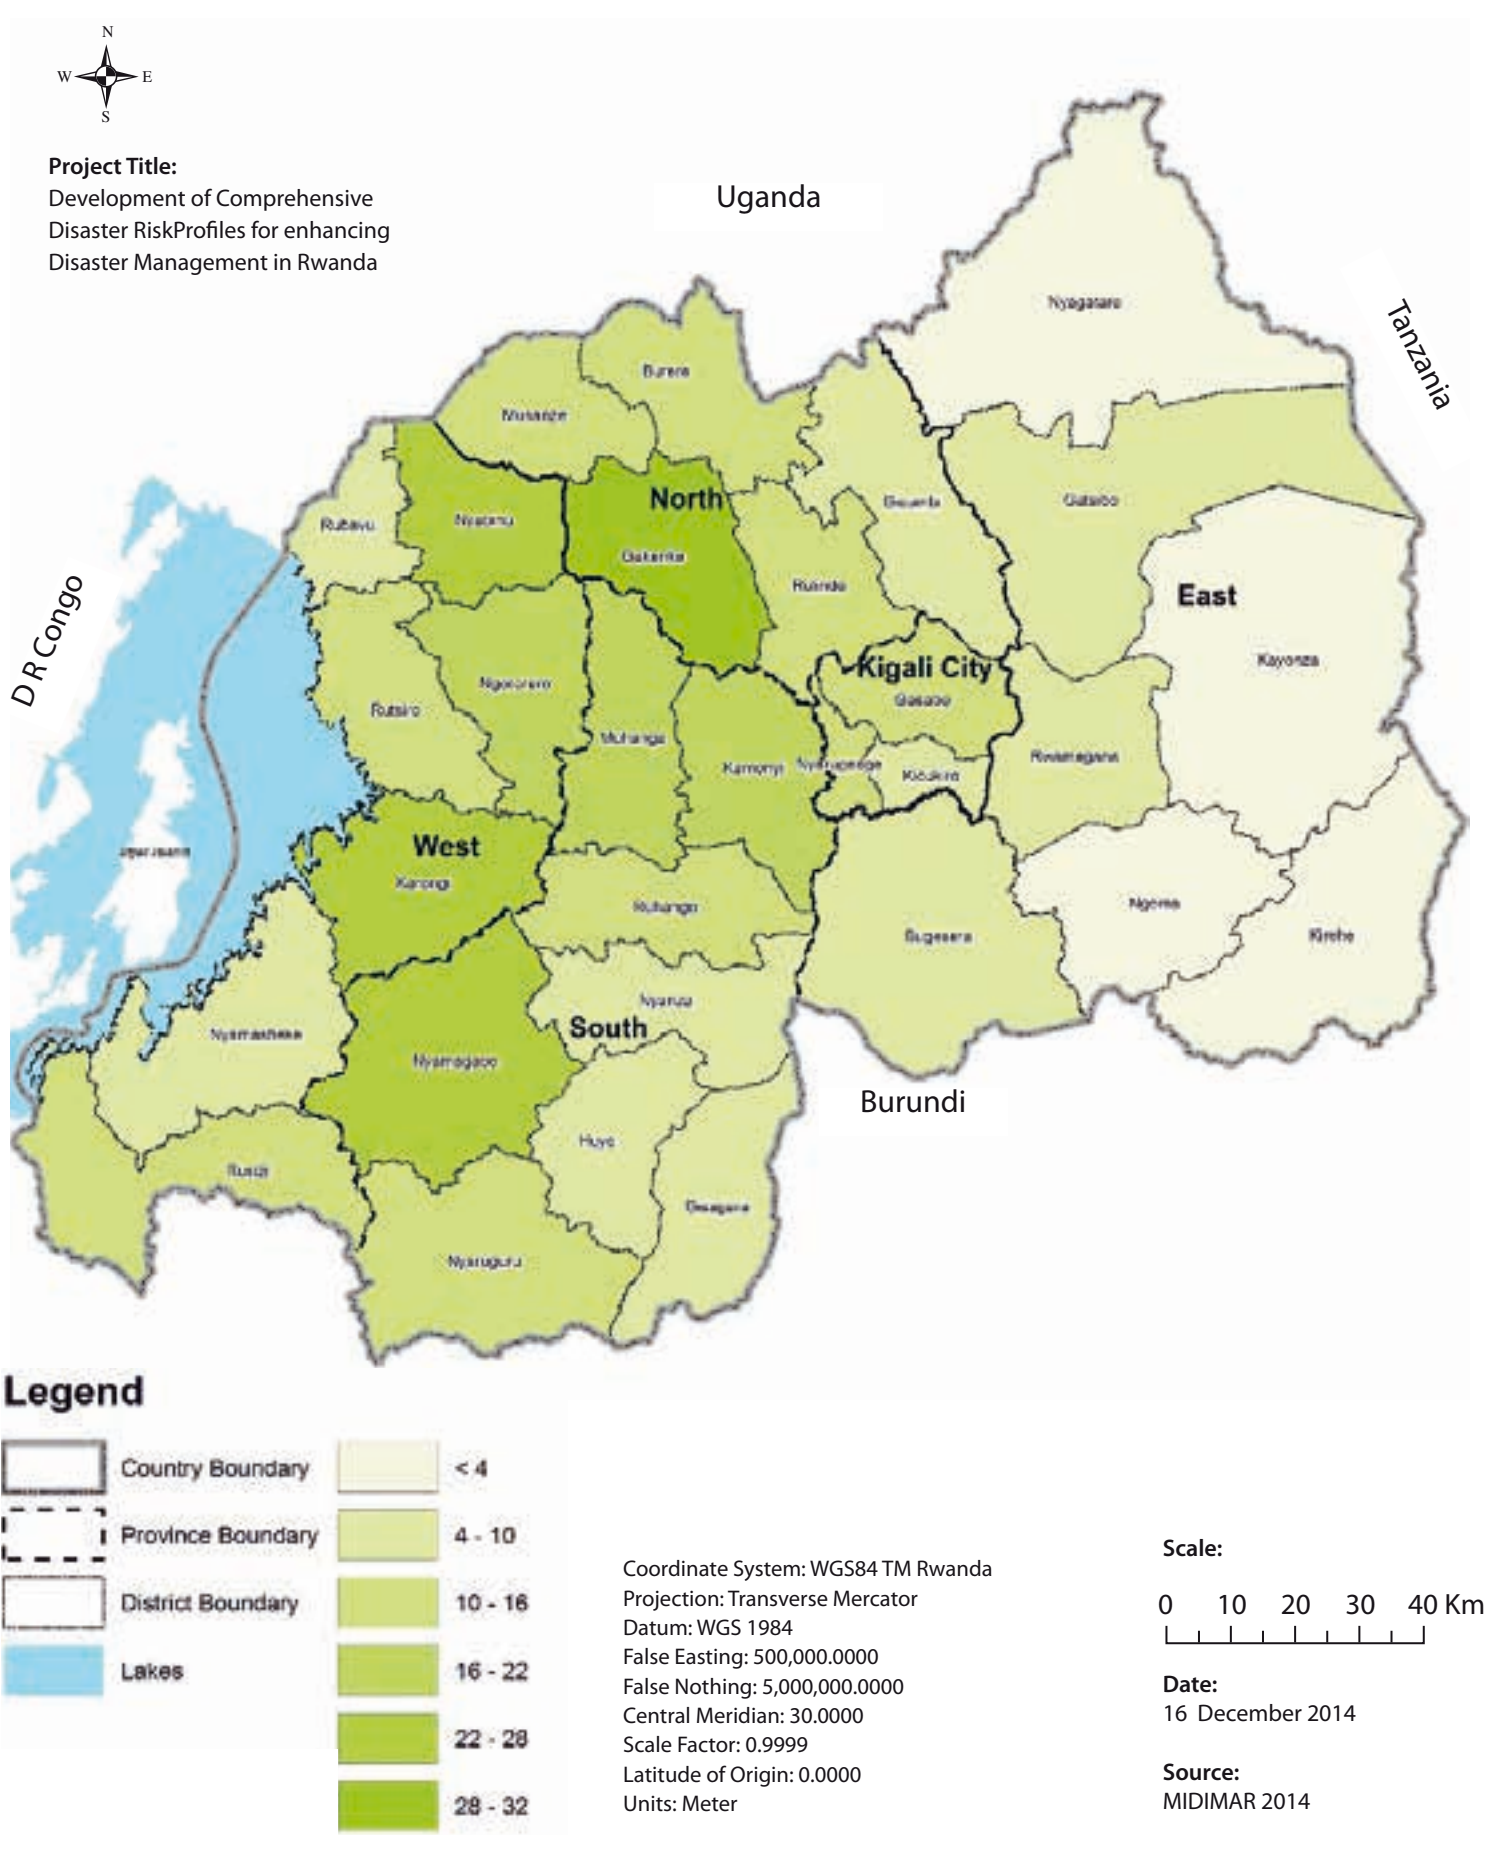 N
W E
S
Project Title:
Development of Comprehensive
Disaster RiskProfiles for enhancing
Disaster Management in Rwanda
Uganda
Tanzania
D R Congo
Burundi
Nyagatare
Burera
Musanze
North
Rubavu
Nyabihu
Gakenke
Gatsibo
Rulindo
East
Kayonza
Kigali City
Gasabo
Ngororero
Rutsiro
Muhanga
Kamonyi
Kicukiro
Rwamagana
West
Karongi
Ruhango
Bugesera
Ngoma
Kirehe
Nyanza
South
Nyamasheke
Nyamagabe
Huye
Rusizi
Gisagara
Nyaruguru
Legend
Country Boundary
Province Boundary
District Boundary
Lakes
< 4
4 - 10
10 - 16
16 - 22
22 - 28
28 - 32
Coordinate System: WGS84 TM Rwanda
Projection: Transverse Mercator
Datum: WGS 1984
False Easting: 500,000.0000
False Nothing: 5,000,000.0000
Central Meridian: 30.0000
Scale Factor: 0.9999
Latitude of Origin: 0.0000
Units: Meter
Scale:
0 10 20 30 40 Km
Date:
16 December 2014
Source:
MIDIMAR 2014